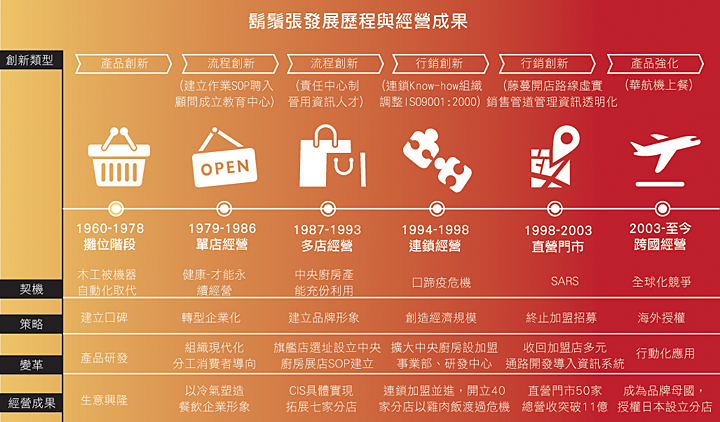 鬍鬚張發展歷程與經營成果
創新類型
產品創新
流程創新
流程創新
行銷創新
行銷創新
產品強化
(建立作業SOP聘入
顧問成立教育中心)
(責任中心制
晉用資訊人才)
(連鎖Know-how組織
調整ISO9001:2000)
(藤蔓開店路線虛實
銷售管道管理資訊透明化
(華航機上餐)
OPEN
1960-1978
攤位階段
1979-1986
單店經營
1987-1993
多店經營
1994-1998
連鎖經營
1998-2003
直營門市
2003-至今
跨國經營
契機
木工被機器
自動化取代
健康-才能永
續經營
中央廚房產
能充份利用
口蹄疫危機
SARS
全球化競爭
策略
建立口碑
轉型企業化
建立品牌形象
創造經濟規模
終止加盟招募
海外授權
變革
產品研發
組織現代化
分工消費者導向
旗艦店選址設立中央
廚房展店SOP建立
擴大中央廚房設加盟
事業部、研發中心
收回加盟店多元
通路開發導入資訊系統
行動化應用
經營成果
生意興隆
以冷氣塑造
餐飲企業形象
CIS具體實現
拓展七家分店
連鎖加盟並進，開立40
家分店以雞肉飯渡過危機
直營門市50家
總營收突破11億
成為品牌母國，
授權日本設立分店